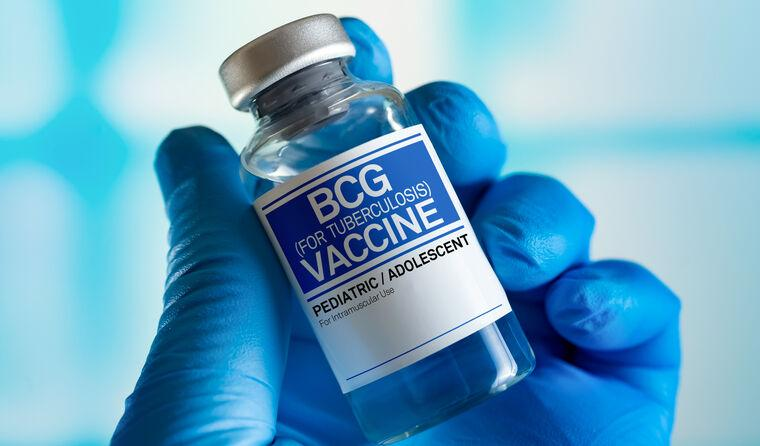 BCG
(FOR TUBERCULOSIS)
VACCINE
PEDIATRIC / ADOLESCENT
For Intramuscular Use